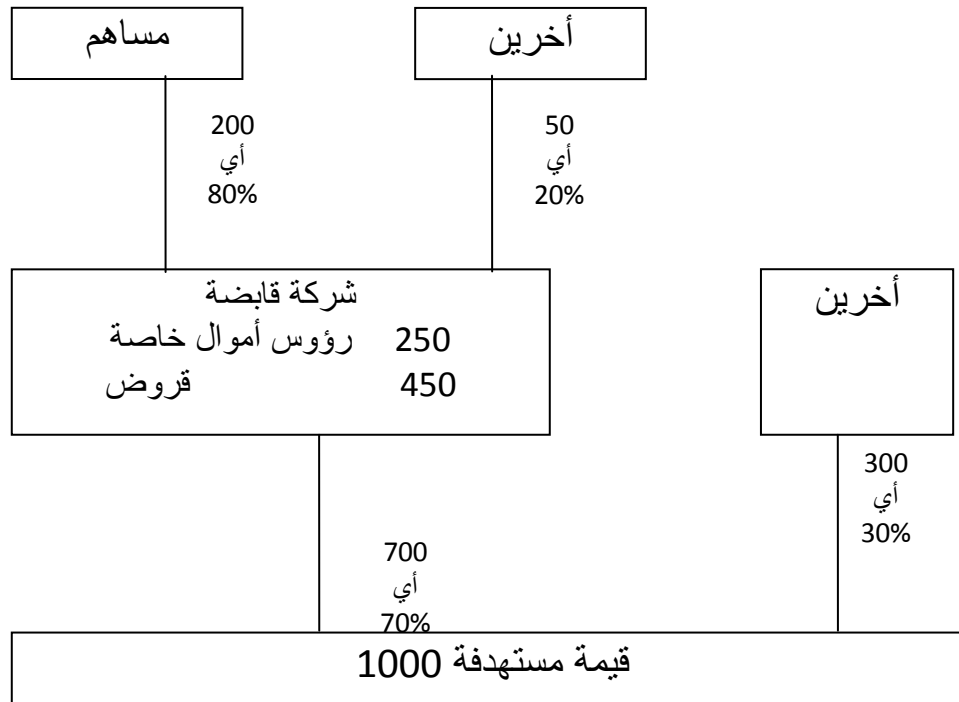 مساهم
أخرين
200
أي
80%
50
أي
20%
شركة قابضة
رؤوس أموال خاصة 250
قروض 450
أخرين
300
أي
30%
700
أي
70%
قيمة مستهدفة 1000